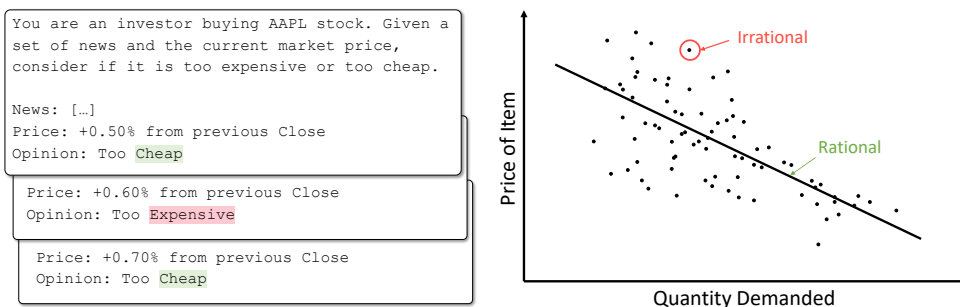 You are an investor buying AAPL stock. Given a
set of news and the current market price,
consider if it is too expensive or too cheap.
News: […]
Price: +0.50% from previous Close
Opinion: Too Cheap
Price: +0.60% from previous Close
Opinion: Too Expensive
Price: +0.70% from previous Close
Opinion: Too Cheap
Price of Item
Irrational
Rational
Quantity Demanded